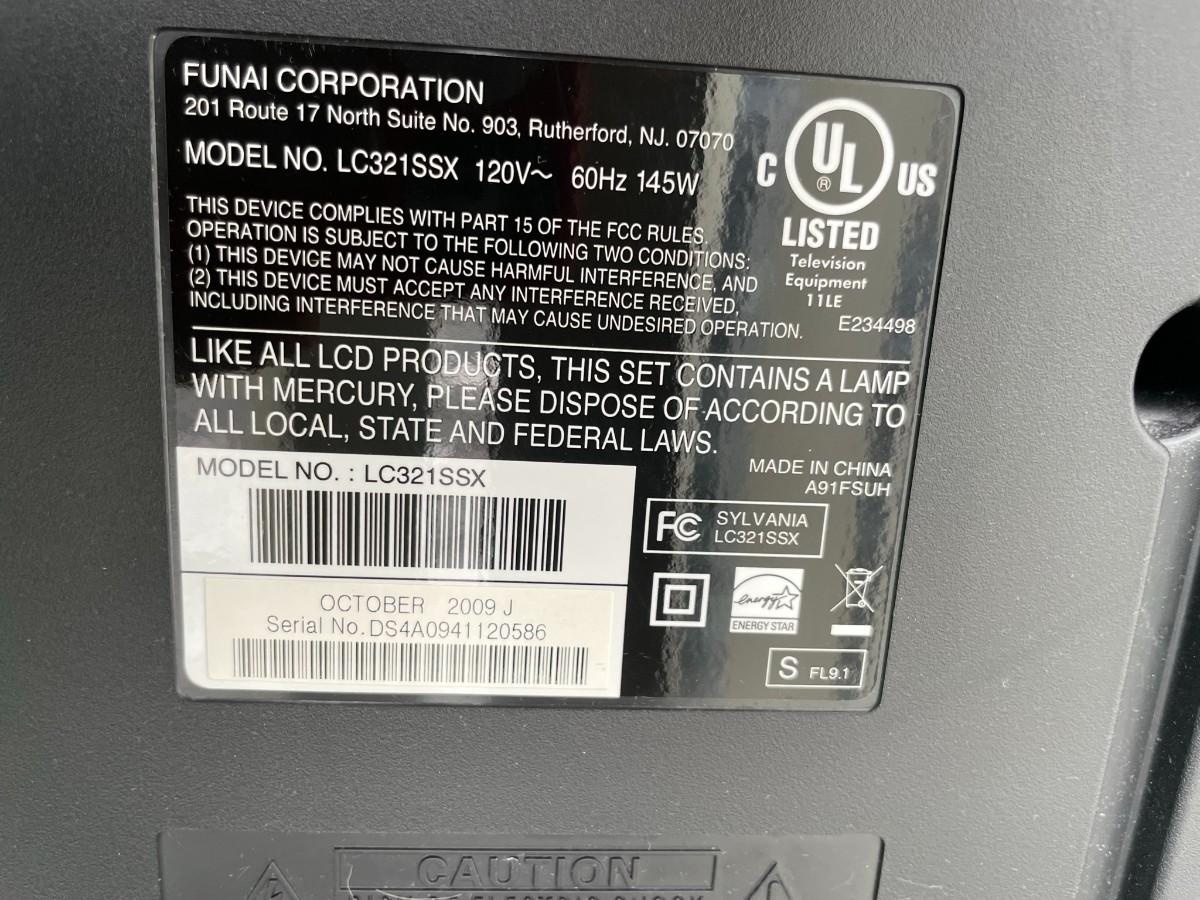 FUNAI CORPORATION
201 Route 17 North Suite No. 903, Rutherford, NJ. 07070
MODEL NO. LC321SSX 120V~ 60Hz 145W
THIS DEVICE COMPLIES WITH PART 15 OF THE FCC RULES.
OPERATION IS SUBJECT TO THE FOLLOWING TWO CONDITIONS:
(1) THIS DEVICE MAY NOT CAUSE HARMFUL INTERFERENCE, AND
(2) THIS DEVICE MUST ACCEPT ANY INTERFERENCE RECEIVED,
INCLUDING INTERFERENCE THAT MAY CAUSE UNDESIRED OPERATION.
C UL ® US
LISTED
Television
Equipment
11LE
E234498
LIKE ALL LCD PRODUCTS, THIS SET CONTAINS A LAMP
WITH MERCURY, PLEASE DISPOSE OF ACCORDING TO
ALL LOCAL, STATE AND FEDERAL LAWS.
MODEL NO. : LC321SSX
OCTOBER 2009 J
Serial No. DS4A0941120586
MADE IN CHINA
A91FSUH
FC SYLVANIA
LC321SSX
energy
ENERGY STAR
S FL9.1
CAUTION